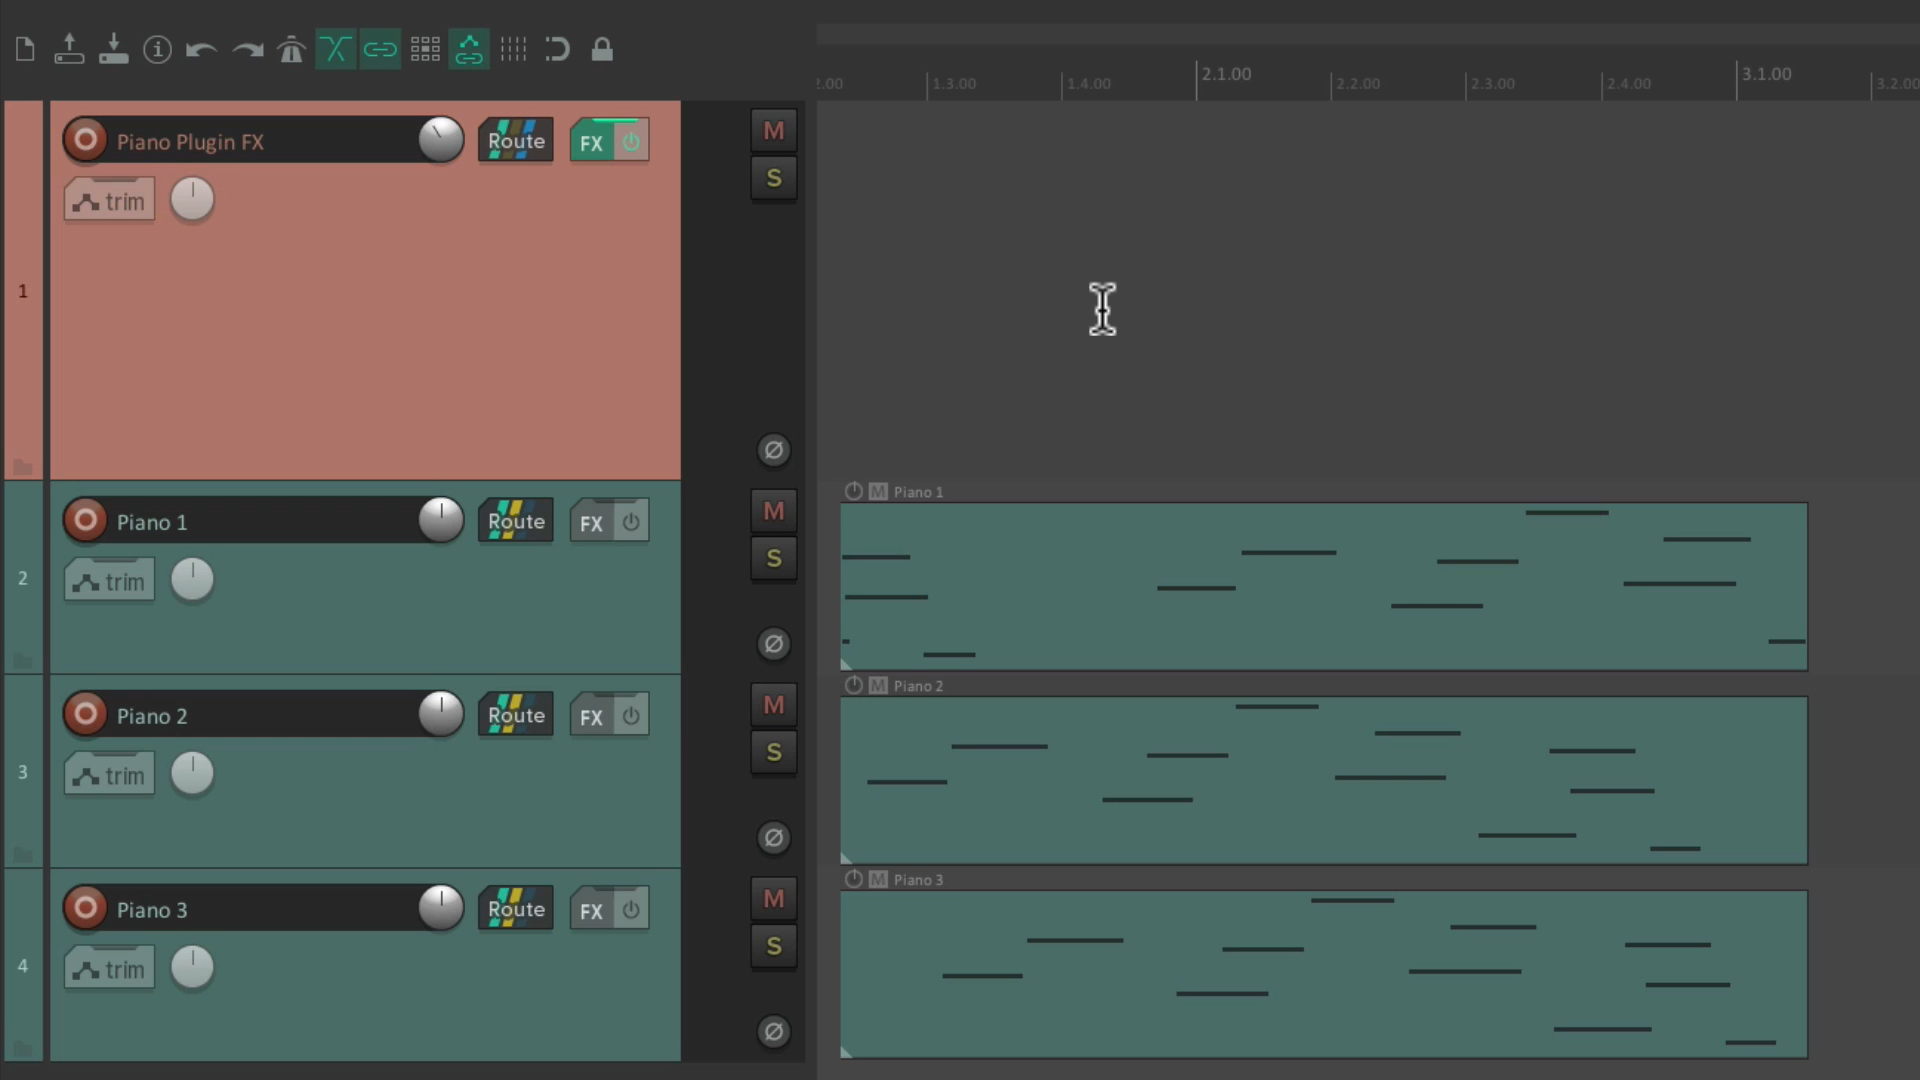 2.00 1.3.00 1.4.00 2.1.00 2.2.00 2.3.00 2.4.00 3.1.00 3.2.00
Piano Plugin FX Route FX M
trim S
1
Piano 1
Piano 1 Route FX M
trim S
2
Piano 2
Piano 2 Route FX M
trim S
3
Piano 3
Piano 3 Route FX M
trim S
4